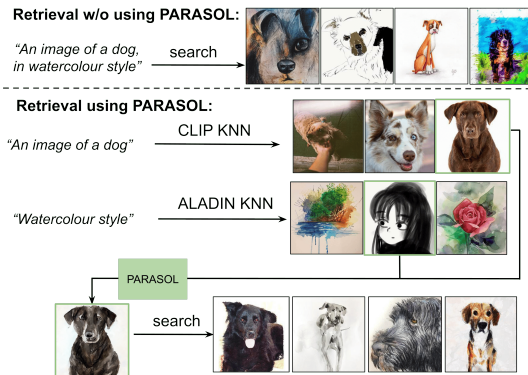 Retrieval w/o using PARASOL:
"An image of a dog,
in watercolour style"
search
Retrieval using PARASOL:
"An image of a dog"
CLIP KNN
"Watercolour style"
ALADIN KNN
PARASOL
search